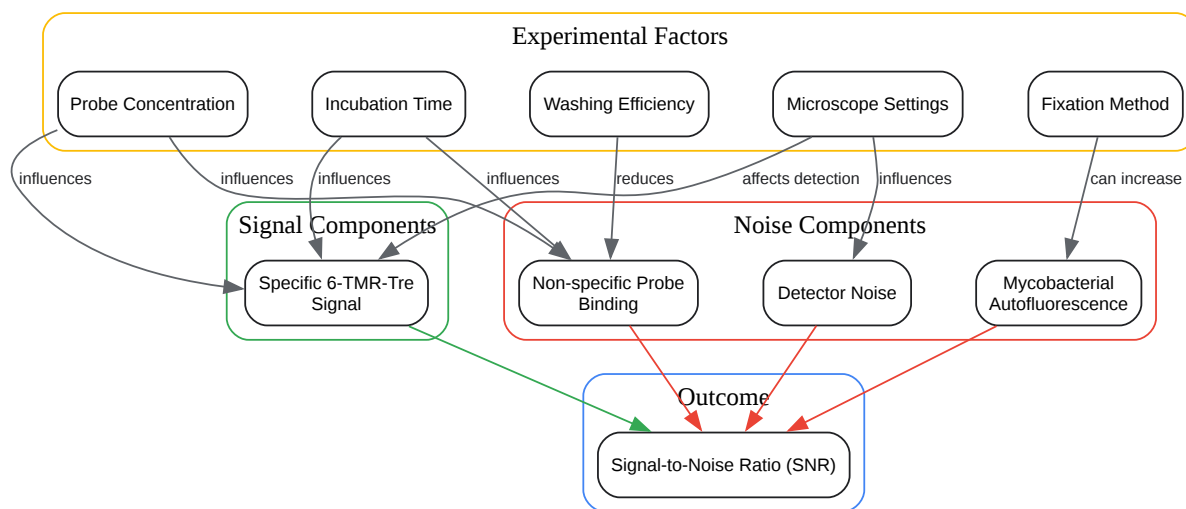 Experimental Factors
Probe Concentration
Incubation Time
Washing Efficiency
Microscope Settings
Fixation Method
influences
influences
influences
influences
reduces
affects detection
influences
can increase
Signal Components
Noise Components
Specific 6-TMR-Tre
Signal
Non-specific Probe
Binding
Detector Noise
Mycobacterial
Autofluorescence
Outcome
Signal-to-Noise Ratio (SNR)